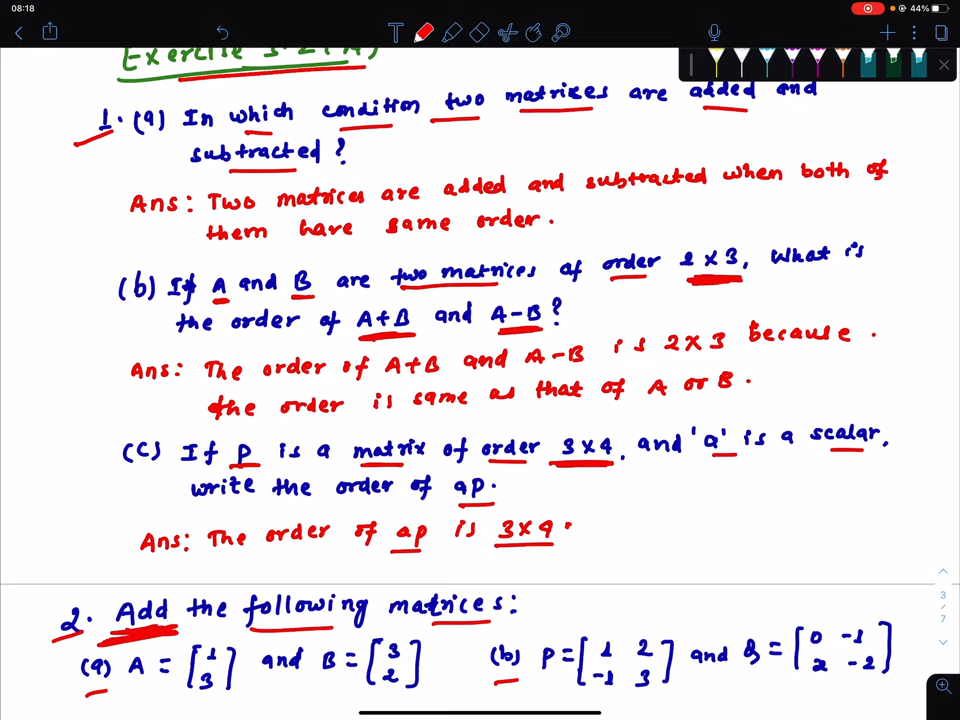 08:18
44%
Exercise
1. (a) In which condition two matrixes are added and
subtracted?
Ans: Two matrices are added and subtracted when both of
them have same order.
(b) If A and B are two matrices of order 2 × 3, What is
the order of A+B and A-B?
Ans: The order of A+B and A-B is 2×3 because
the order is same as that of A or B.
(c) If P is a matrix of order 3×4, and 'a' is a scalar,
write the order of ap.
Ans: The order of ap is 3×4.
3
/
7
2. Add the following matrices:
(a) A = [1 and B = [3 (b) P = [1 2 and Q = [0 -1
3] 2] -1 3] 2 -2]